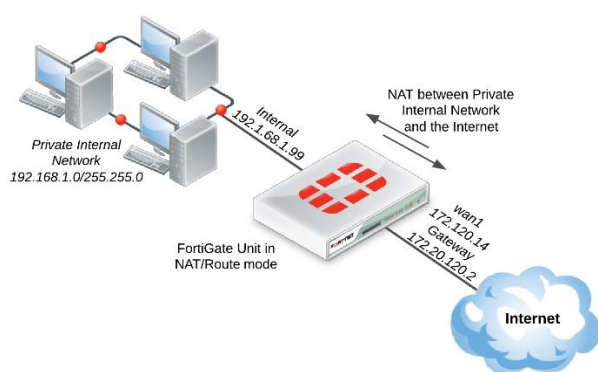 Private Internal
Network
192.168.1.0/255.255.0
Internal
192.1.68.1.99
NAT between Private
Internal Network
and the Internet
FortiGate Unit in
NAT/Route mode
wan1
172.120.14
Gateway
172.20.120.2
Internet